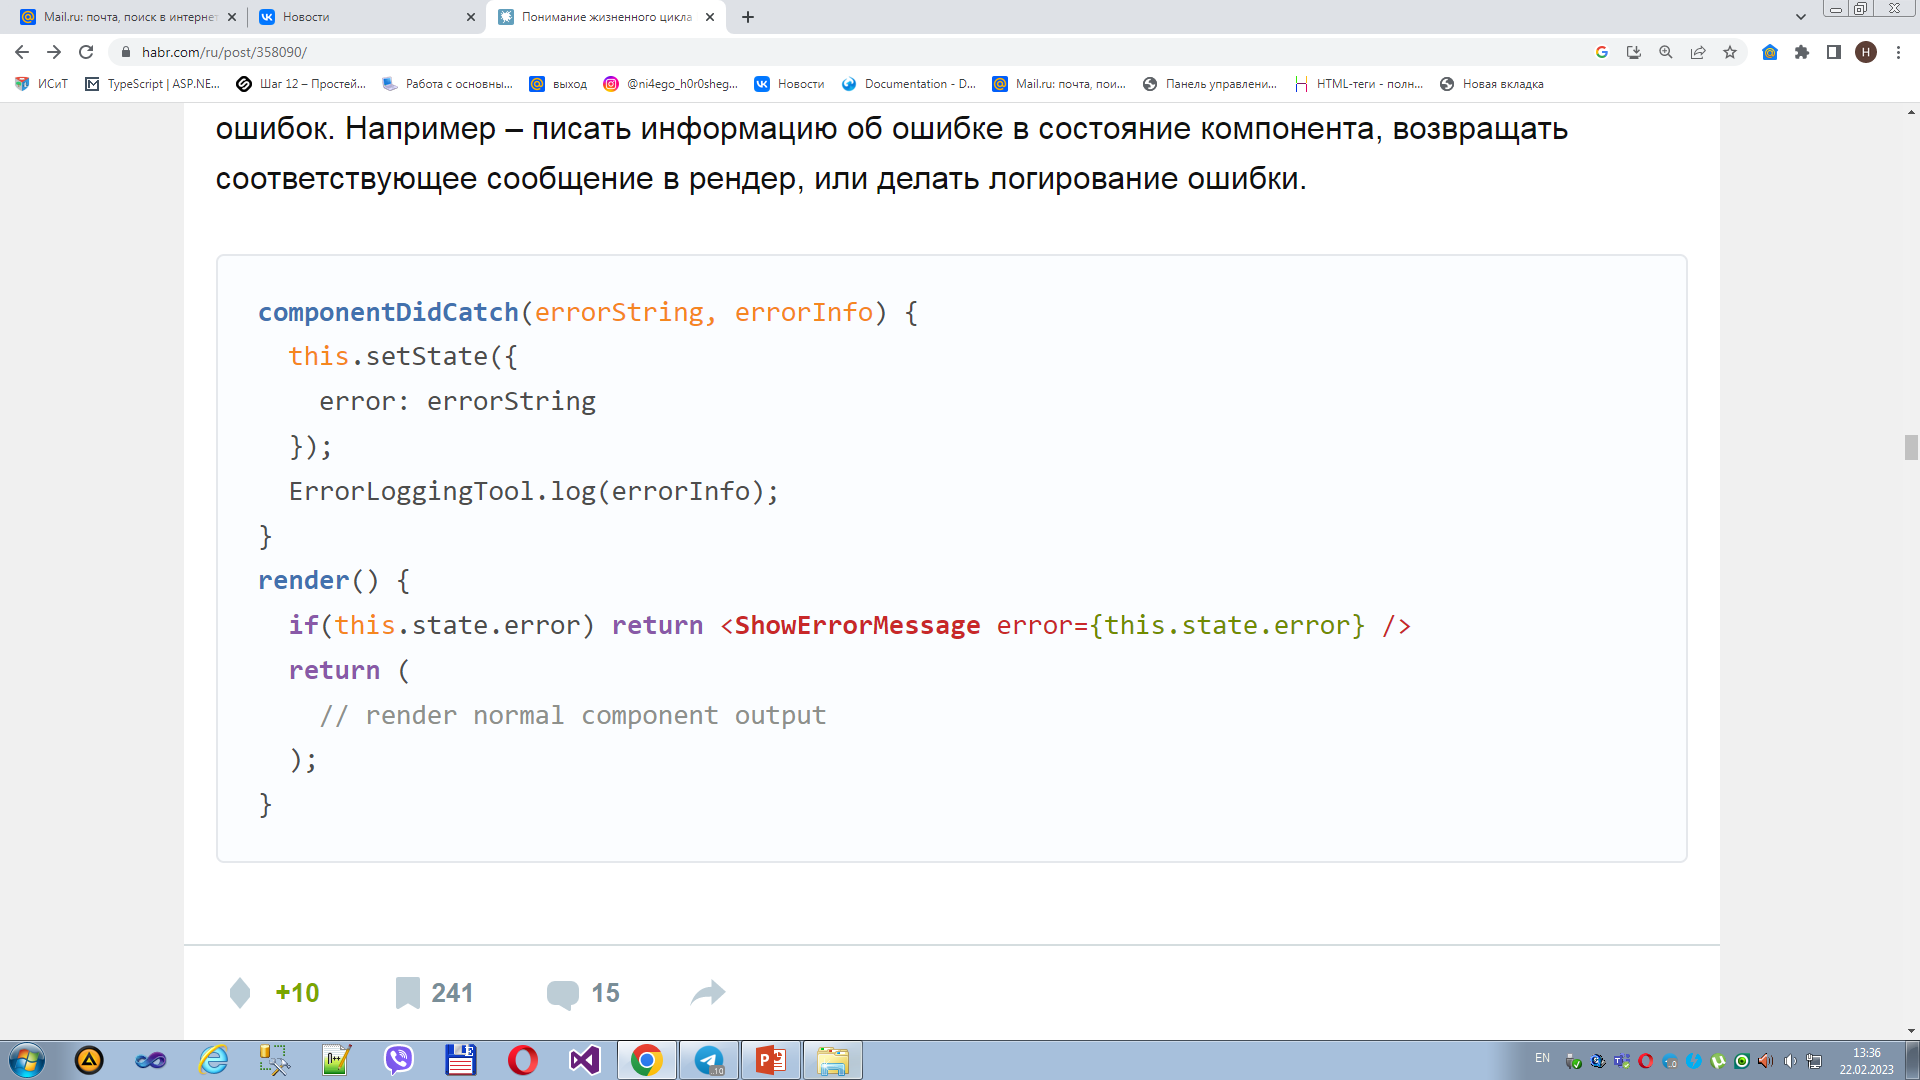 Mail.ru: почта, поиск в интернет
Новости
Понимание жизненного цикла
habr.com/ru/post/358090/
H
ИСиТ
TypeScript | ASP.NE...
Шаг 12 – Простей...
Работа с основны...
выход
@ni4ego_h0r0sheg...
Новости
Documentation - D...
Mail.ru: почта, пои...
Панель управлени...
HTML-теги - полн...
Новая вкладка
ошибок. Например – писать информацию об ошибке в состояние компонента, возвращать
соответствующее сообщение в рендер, или делать логирование ошибки.
componentDidCatch(errorString, errorInfo) {
this.setState({
error: errorString
});
ErrorLoggingTool.log(errorInfo);
}
render() {
if(this.state.error) return <ShowErrorMessage error={this.state.error} />
return (
// render normal component output
);
}
+10
241
15
EN
13:36
22.02.2023